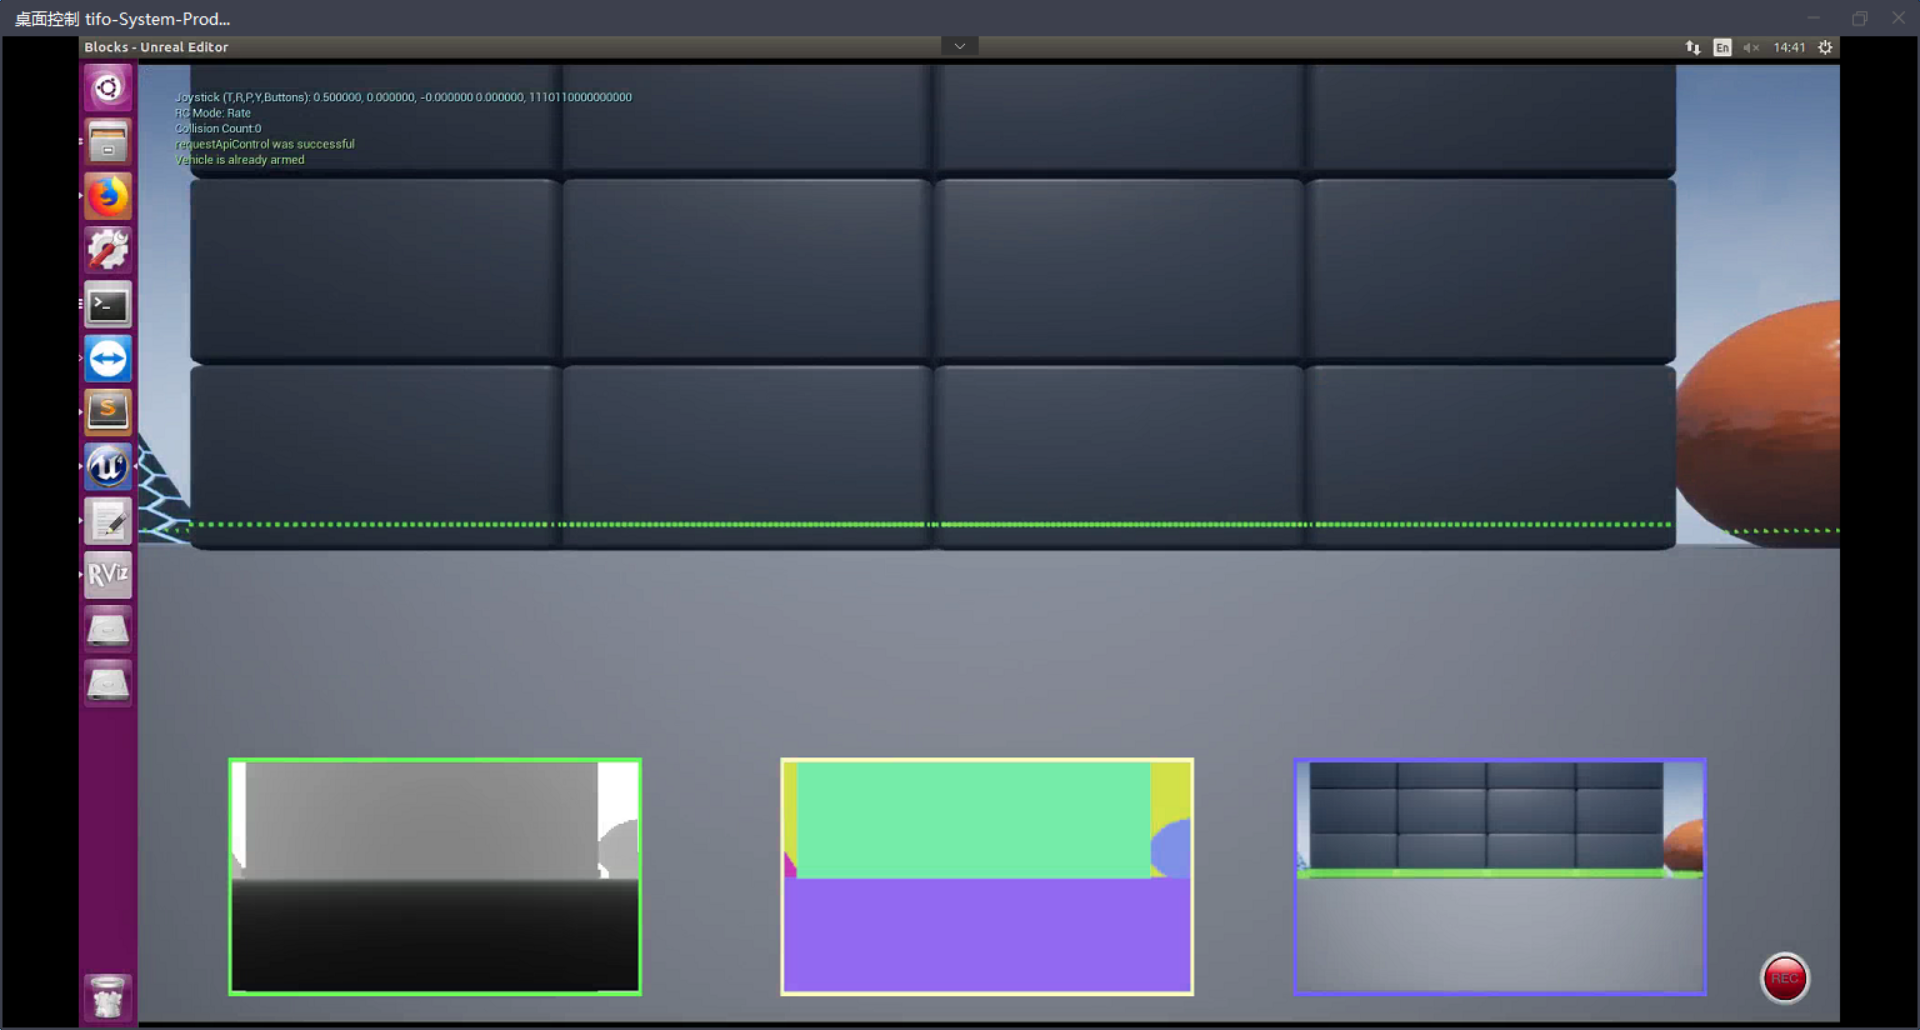 桌面控制 tifo-System-Prod...
Blocks - Unreal Editor
En
14:41
Joystick (T,R,P,Y,Buttons): 0.500000, 0.000000, -0.000000 0.000000, 1110110000000000
RC Mode: Rate
Collision Count:0
requestApiControl was successful
Vehicle is already armed
>_
S
U
RViz
REC